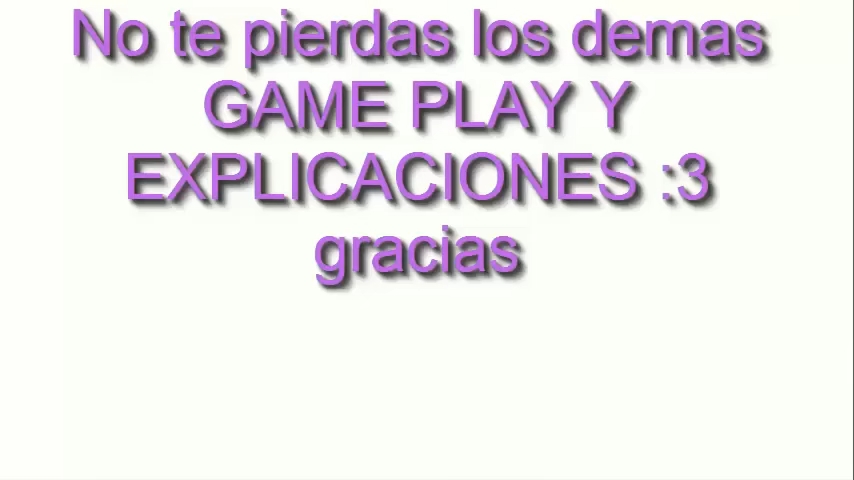 No te pierdas los demas
GAME PLAY Y
EXPLICACIONES :3
gracias